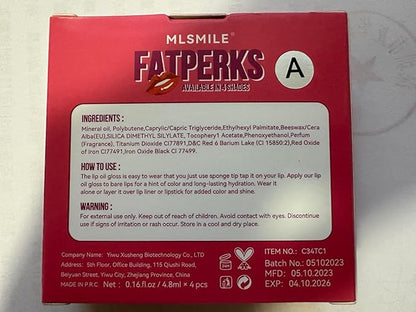 MLSMILE®
FATPERKS
AVAILABLE IN 4 SHADES
A
INGREDIENTS :
Mineral oil, Polybutene,Caprylic/Capric Triglyceride,Ethylhexyl Palmitate,Beeswax/Cera
Alba(EU),SILICA DIMETHYL SILYLATE, Tocopheryl Acetate,Phenoxyethanol,Perfum
(Fragrance). Titanium Dioxide CI77891,D&C Red 6 Barium Lake (CI 15850:2),Red Oxide
of Iron CI77491,Iron Oxide Black CI 77499.
HOW TO USE :
The lip oil gloss is easy to wear that you just use sponge tip tap it on your lip. Apply our lip
oil gloss to bare lips for a hint of color and long-lasting hydration. Wear it
alone or layer it over lip liner or lipstick for added color and shine.
WARNING :
For external use only. Keep out of reach of children. Avoid contact with eyes. Discontinue
use if signs of irritation or rash occur. Store in a cool and dry place.
Company Name: Yiwu Xusheng Biotechnology Co., LTD
Address: 5th Floor, Office Building, 115 Qiushi Road,
Beiyuan Street, Yiwu City, Zhejiang Province, China
MADE IN P.R.C. Net : 0.16fl.oz/ 4.8ml × 4 pcs
ITEM NO.: C34TC1
Batch No.: 05102023
MFD: 05.10.2023
EXP: 04.10.2026